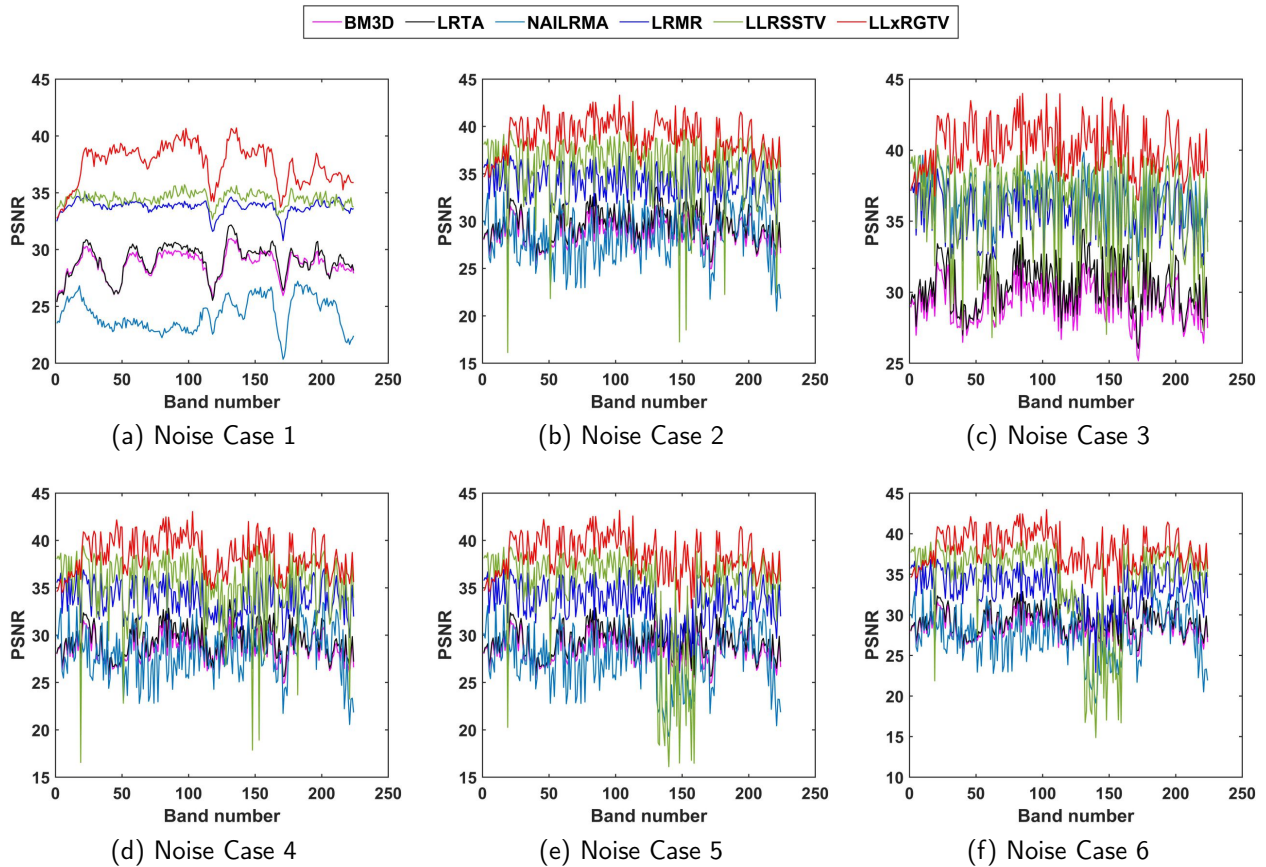 BM3D LRTA NAILRMA LRMR LLRSSTV LLxRGTV
45
40
35
30
25
20
PSNR
0 50 100 150 200 250
Band number
(a) Noise Case 1
45
40
35
30
25
20
15
PSNR
0 50 100 150 200 250
Band number
(b) Noise Case 2
45
40
35
30
25
PSNR
0 50 100 150 200 250
Band number
(c) Noise Case 3
45
40
35
30
25
20
15
PSNR
0 50 100 150 200 250
Band number
(d) Noise Case 4
45
40
35
30
25
20
15
PSNR
0 50 100 150 200 250
Band number
(e) Noise Case 5
45
40
35
30
25
20
15
10
PSNR
0 50 100 150 200 250
Band number
(f) Noise Case 6